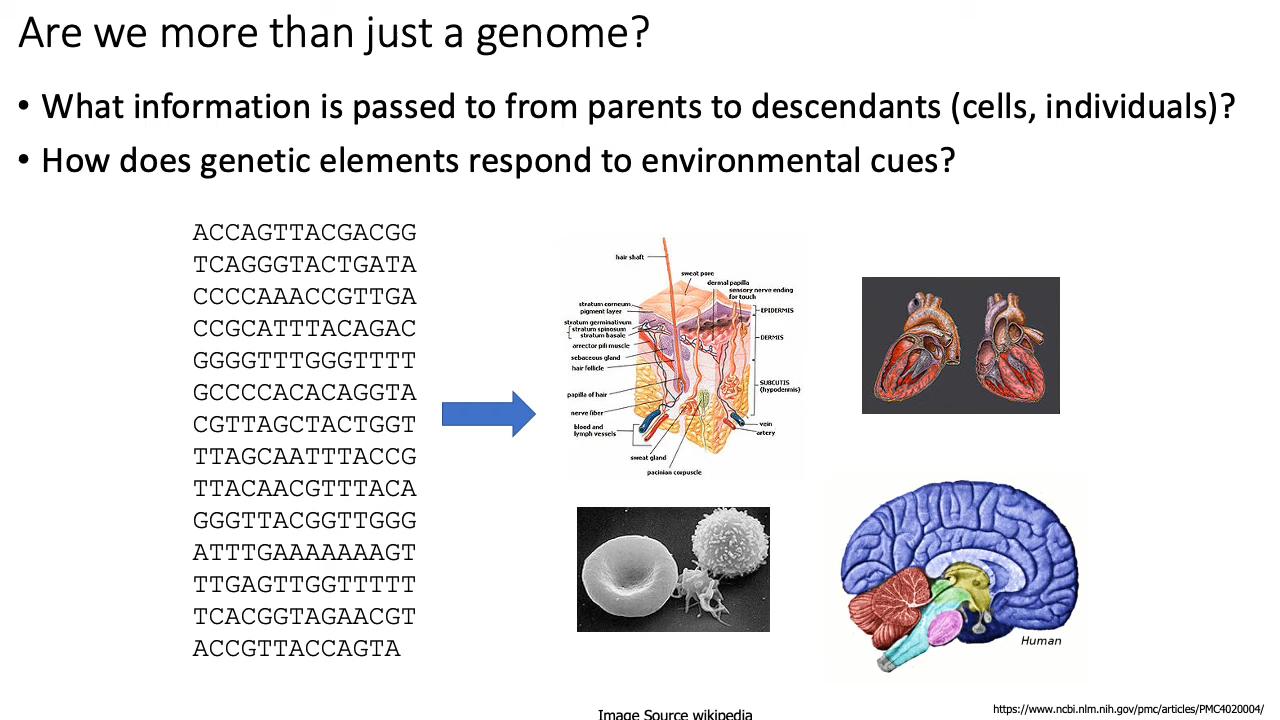 Are we more than just a genome?
• What information is passed to from parents to descendants (cells, individuals)?
• How does genetic elements respond to environmental cues?
ACCAGTTACGACGG
TCAGGGTACTGATA
CCCCAAACCGTTGA
CCGCATTTACAGAC
GGGGTTTGGGTTTT
GCCCCACACAGGTA
CGTTAGCTACTGGT
TTAGCAATTTACCG
TTACAACGTTTACA
GGGTTACGGTTGGG
ATTTGAAAAAAAGT
TTGAGTTGGTTTTT
TCACGGTAGAACGT
ACCGTTACCAGTA
hair shaft
sweat pore
dermal papilla
sensory nerve ending
for touch
stratum corneum
pigment layer
stratum germinativum
stratum spinosum
stratum basale
arrector pili muscle
sebaceous gland
hair follicle
papilla of hair
nerve fiber
blood and
lymph vessels
sweat gland
pacinian corpuscle
EPIDERMIS
DERMIS
SUBCUTIS
(hypodermis)
vein
artery
Human
Image Source wikipedia
https://www.ncbi.nlm.nih.gov/pmc/articles/PMC4020004/